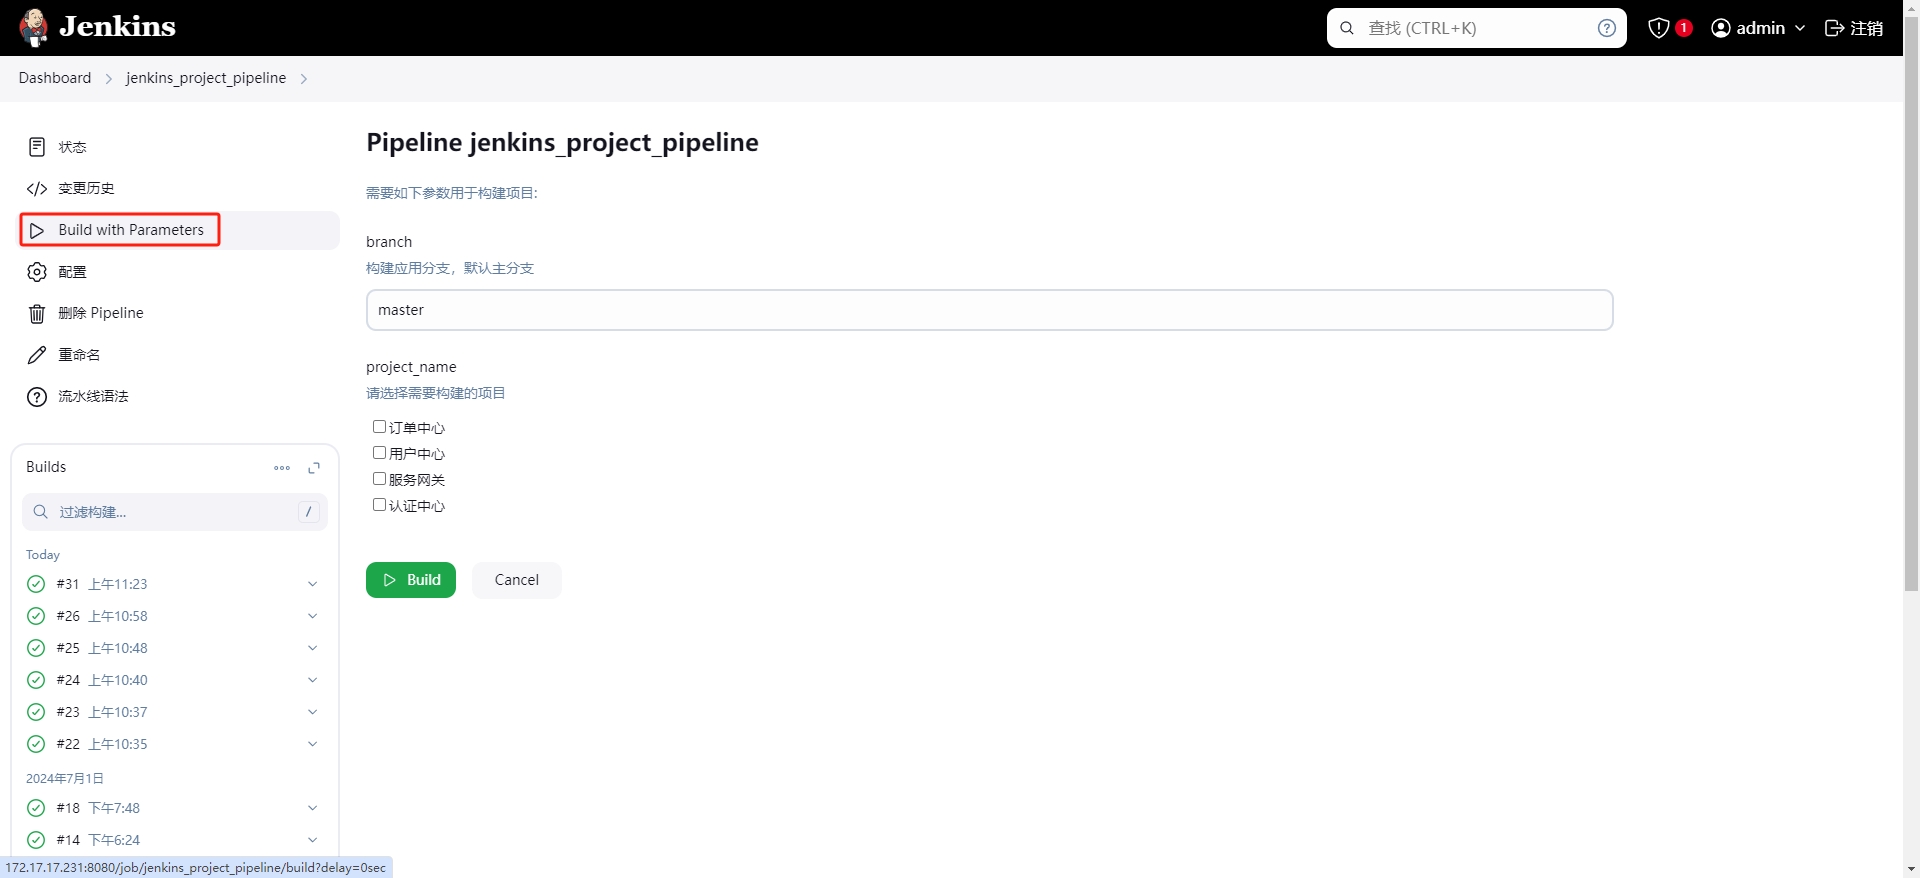 Jenkins
查找 (CTRL+K)
1
admin
注销
Dashboard
jenkins_project_pipeline
状态
变更历史
Build with Parameters
配置
删除 Pipeline
重命名
流水线语法
Builds
过滤构建...
/
Today
#31 上午11:23
#26 上午10:58
#25 上午10:48
#24 上午10:40
#23 上午10:37
#22 上午10:35
2024年7月1日
#18 下午7:48
#14 下午6:24
Pipeline jenkins_project_pipeline
需要如下参数用于构建项目:
branch
构建应用分支，默认主分支
master
project_name
请选择需要构建的项目
订单中心
用户中心
服务网关
认证中心
Build
Cancel
172.17.17.231:8080/job/jenkins_project_pipeline/build?delay=0sec